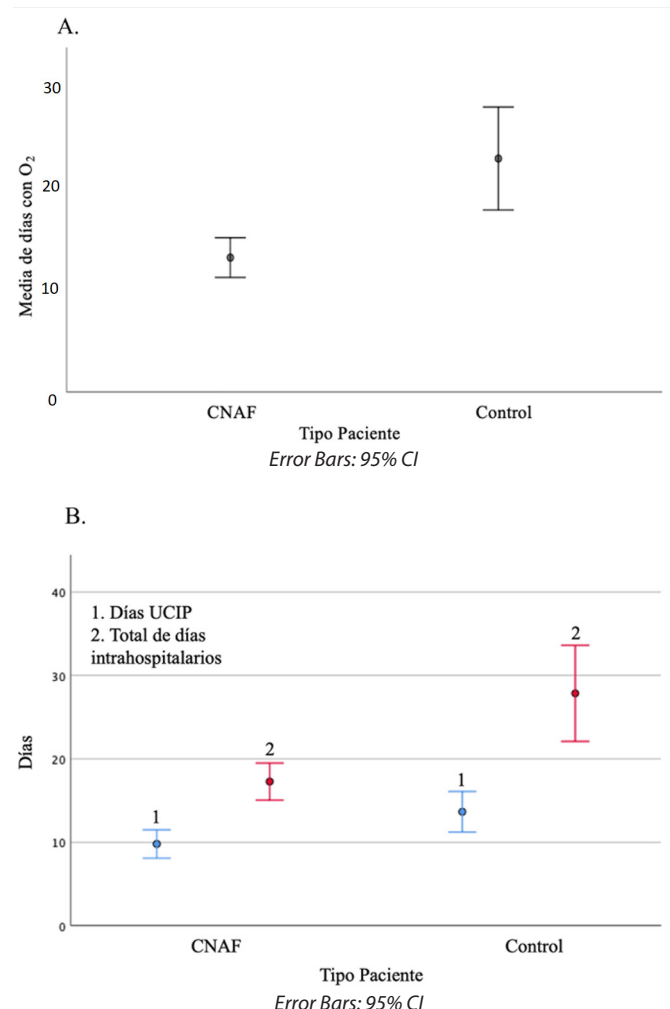 A.
30
20
10
0
Media de días con O₂
CNAF
Control
Tipo Paciente
Error Bars: 95% CI
B.
40
30
20
10
0
Días
1. Días UCIP
2. Total de días
intrahospitalarios
1
2
1
2
CNAF
Control
Tipo Paciente
Error Bars: 95% CI